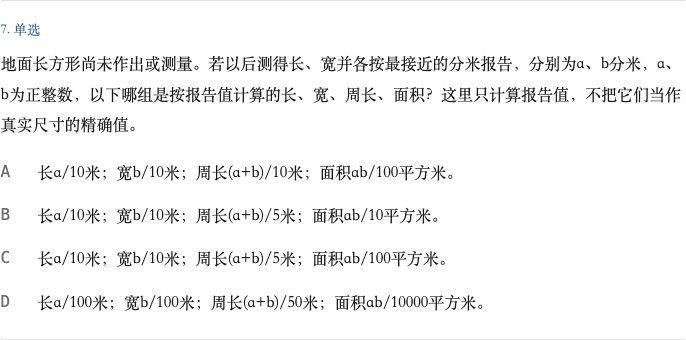 7. 单选
地面长方形尚未作出或测量。若以后测得长、宽并各按最接近的分米报告，分别为a、b分米，a、
b为正整数，以下哪组是按报告值计算的长、宽、周长、面积？这里只计算报告值，不把它们当作
真实尺寸的精确值。
A 长a/10米；宽b/10米；周长(a+b)/10米；面积ab/100平方米。
B 长a/10米；宽b/10米；周长(a+b)/5米；面积ab/10平方米。
C 长a/10米；宽b/10米；周长(a+b)/5米；面积ab/100平方米。
D 长a/100米；宽b/100米；周长(a+b)/50米；面积ab/10000平方米。